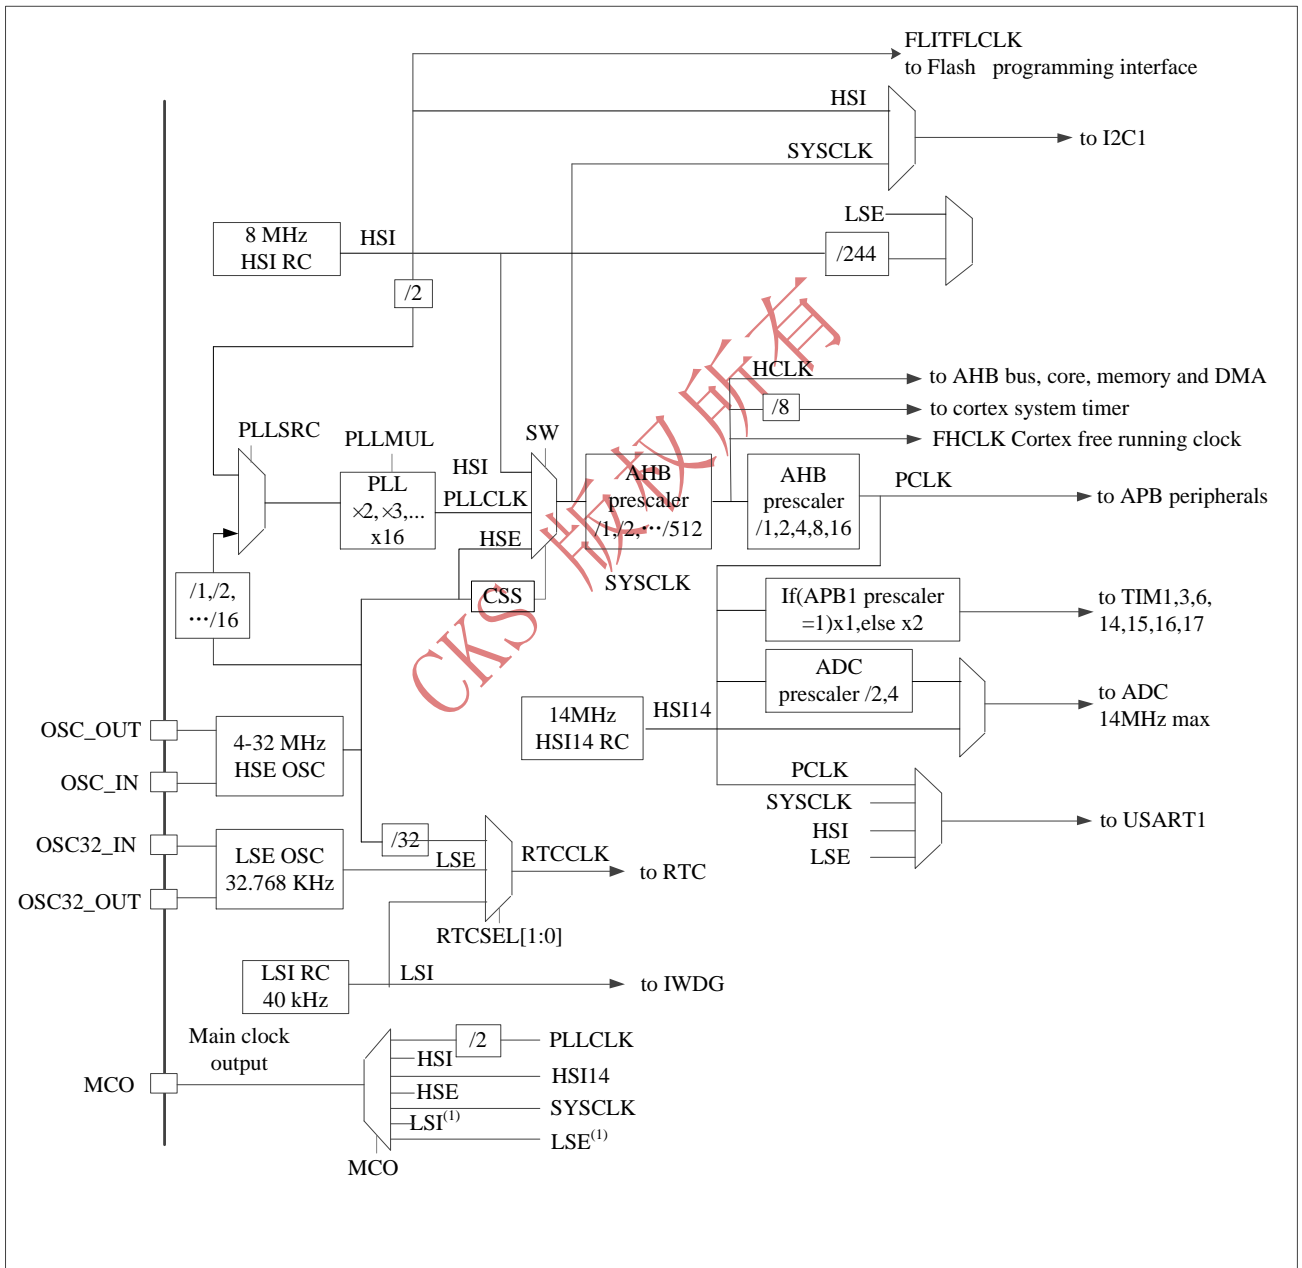 FLITFLCLK
to Flash programming interface
HSI
to I2C1
SYSCLK
LSE
8 MHz
HSI RC
HSI
/244
/2
HCLK
to AHB bus, core, memory and DMA
/8
to cortex system timer
FHCLK Cortex free running clock
PLLSRC
PLLMUL
SW
HSI
PLL
×2, ×3,...
x16
PLLCLK
HSE
AHB
prescaler
/1,/2,⋯/512
AHB
prescaler
/1,2,4,8,16
PCLK
to APB peripherals
SYSCLK
CSS
/1,/2,
⋯/16
If(APB1 prescaler
=1)x1,else x2
to TIM1,3,6,
14,15,16,17
ADC
prescaler /2,4
to ADC
14MHz max
14MHz
HSI14 RC
HSI14
OSC_OUT
OSC_IN
4-32 MHz
HSE OSC
PCLK
SYSCLK
HSI
LSE
to USART1
OSC32_IN
OSC32_OUT
LSE OSC
32.768 KHz
/32
LSE
RTCCLK
to RTC
RTCSEL[1:0]
LSI RC
40 kHz
LSI
to IWDG
Main clock
output
MCO
/2
PLLCLK
HSI
HSI14
HSE
SYSCLK
LSI(1)
LSE(1)
MCO
CKS 版权所有